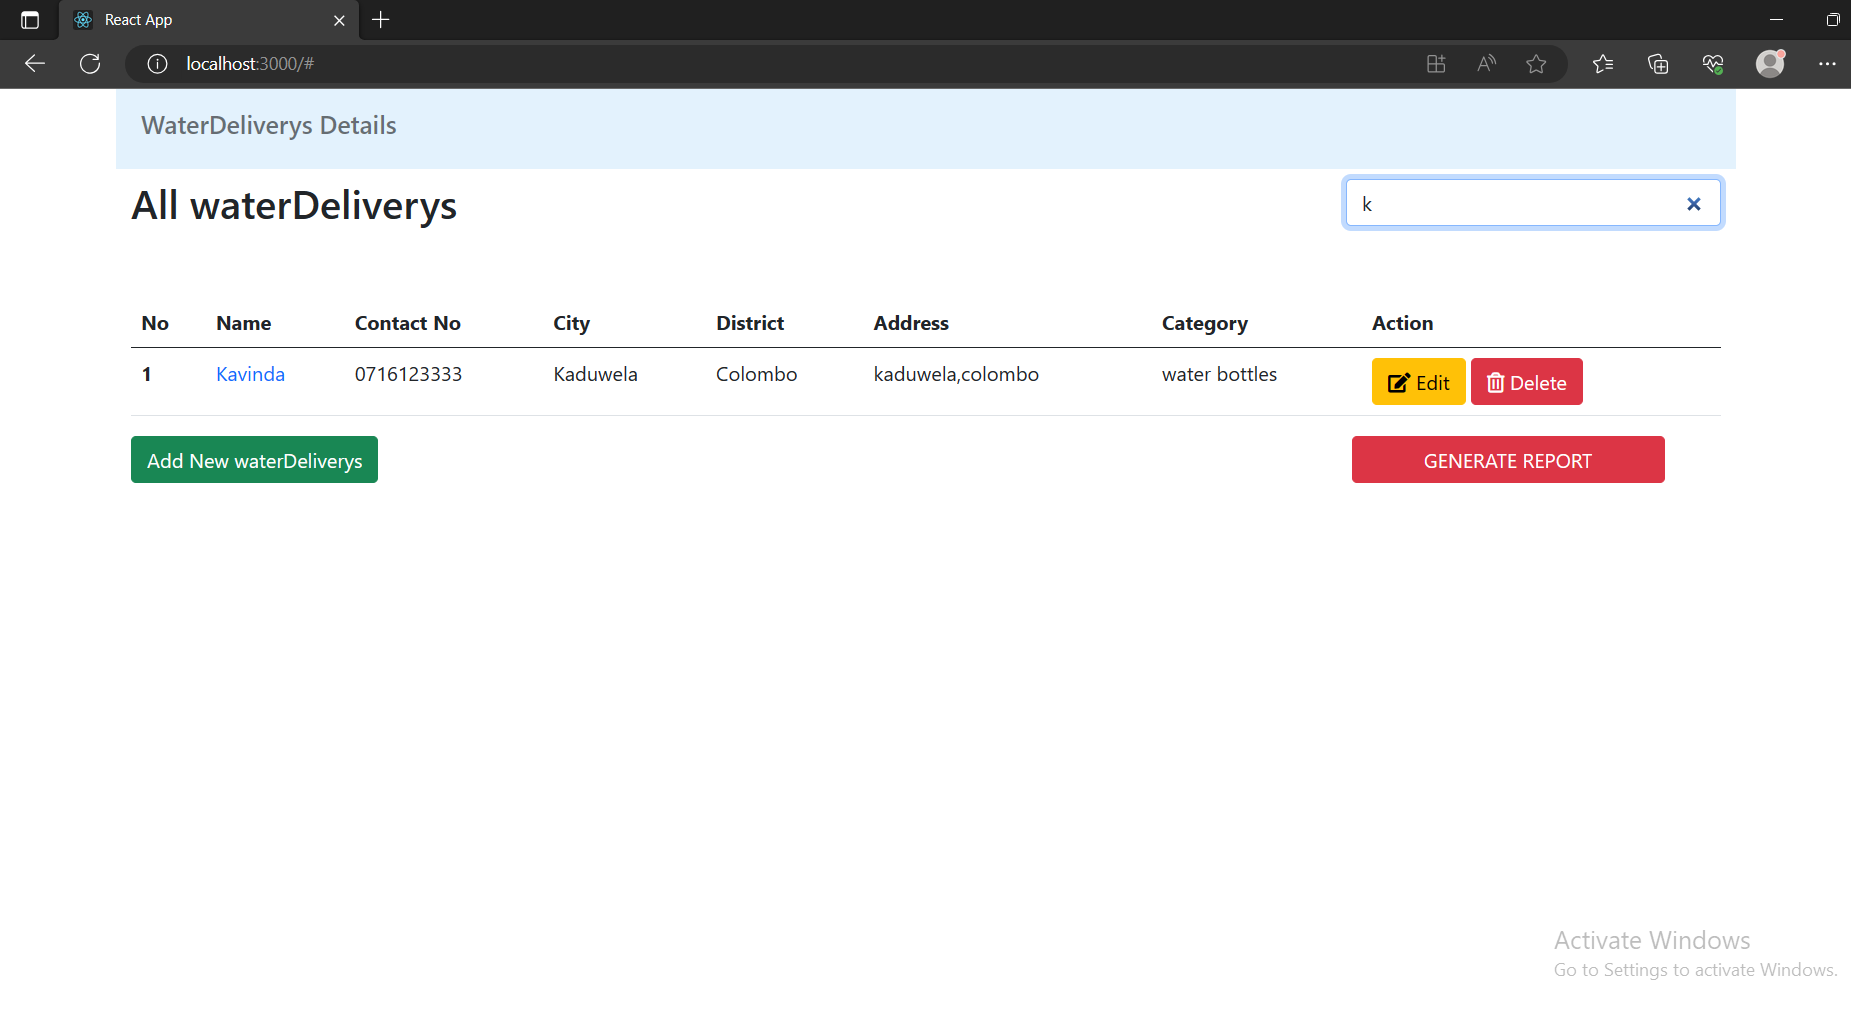 React App
localhost:3000/#
WaterDeliverys Details
All waterDeliverys
k
No Name Contact No City District Address Category Action
1 Kavinda 0716123333 Kaduwela Colombo kaduwela,colombo water bottles Edit Delete
Add New waterDeliverys GENERATE REPORT
Activate Windows
Go to Settings to activate Windows.